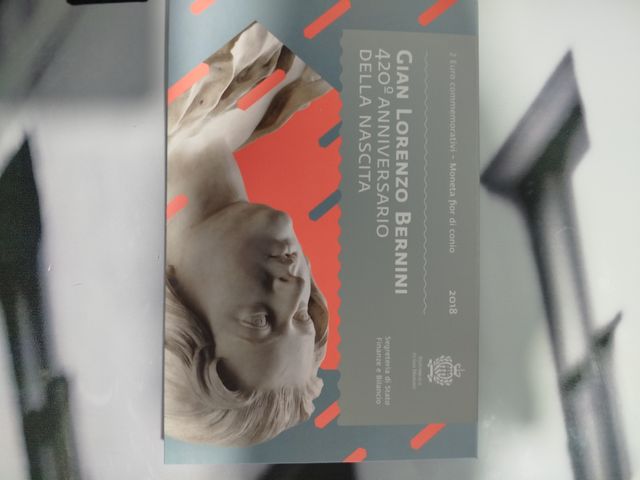 2 Euro commemorativi - Moneta fior di conio 2018
GIAN LORENZO BERNINI
420º ANNIVERSARIO
DELLA NASCITA
Segreteria di Stato
Finanze e Bilancio